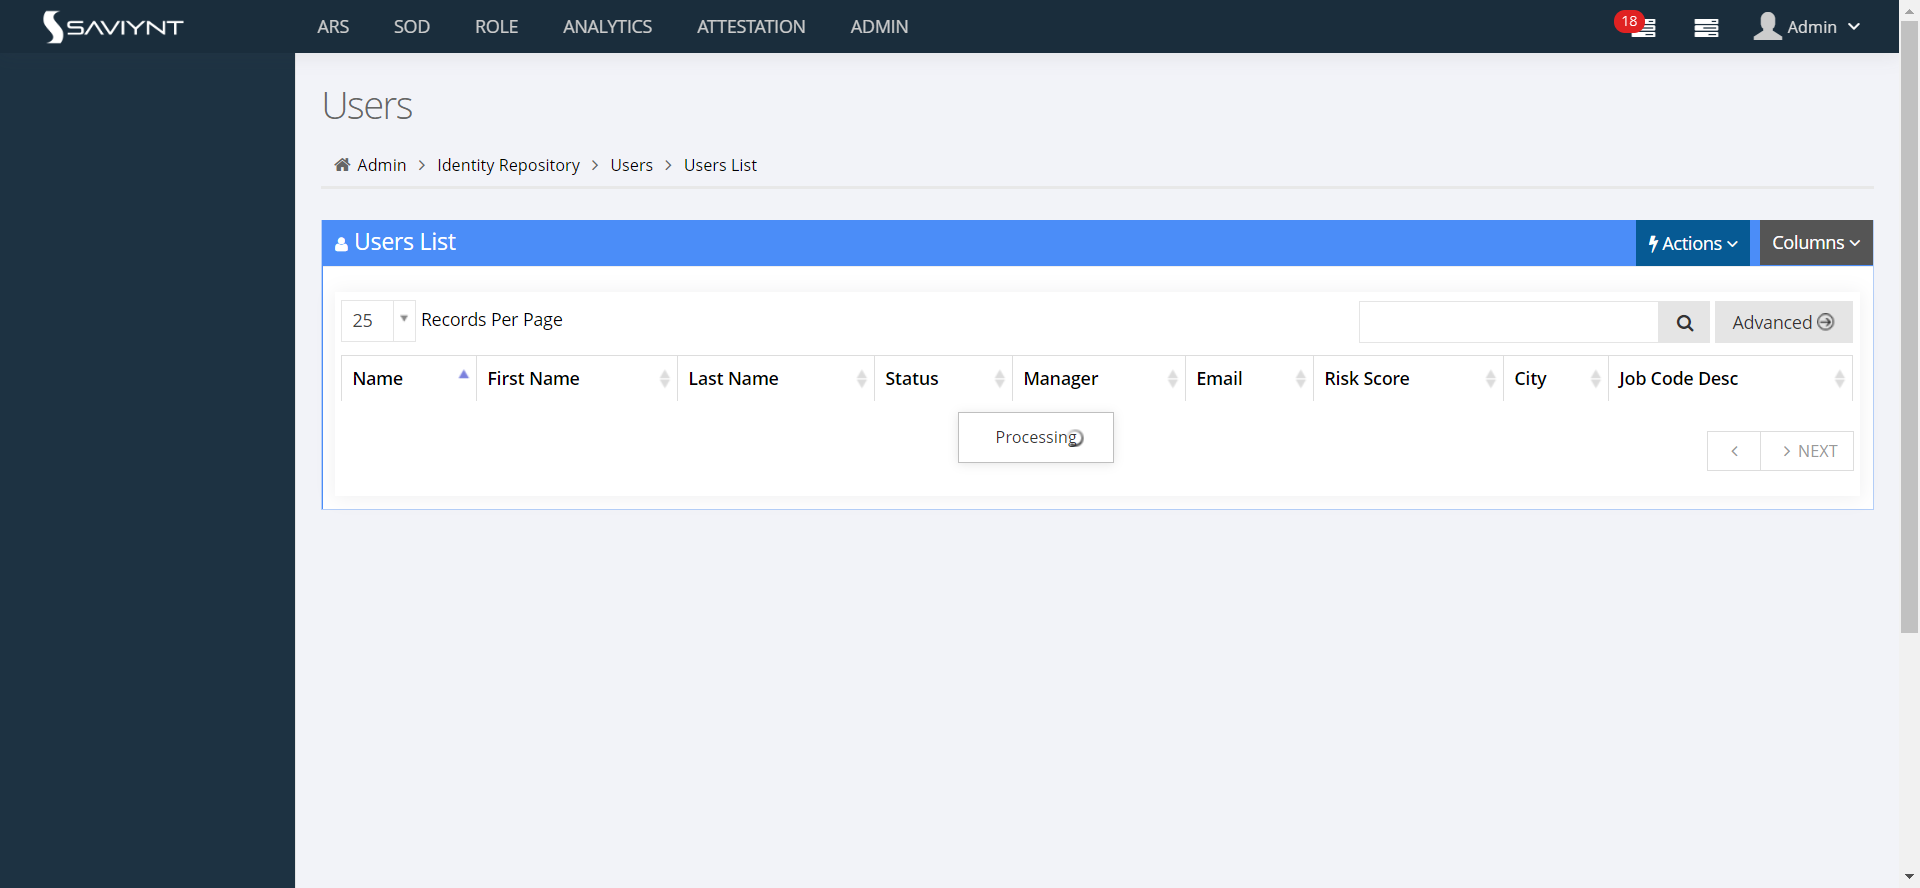 SAVIYNT ARS SOD ROLE ANALYTICS ATTESTATION ADMIN 18 Admin
Users
Admin > Identity Repository > Users > Users List
Users List Actions Columns
25 Records Per Page Advanced
Name First Name Last Name Status Manager Email Risk Score City Job Code Desc
Processing
< > NEXT